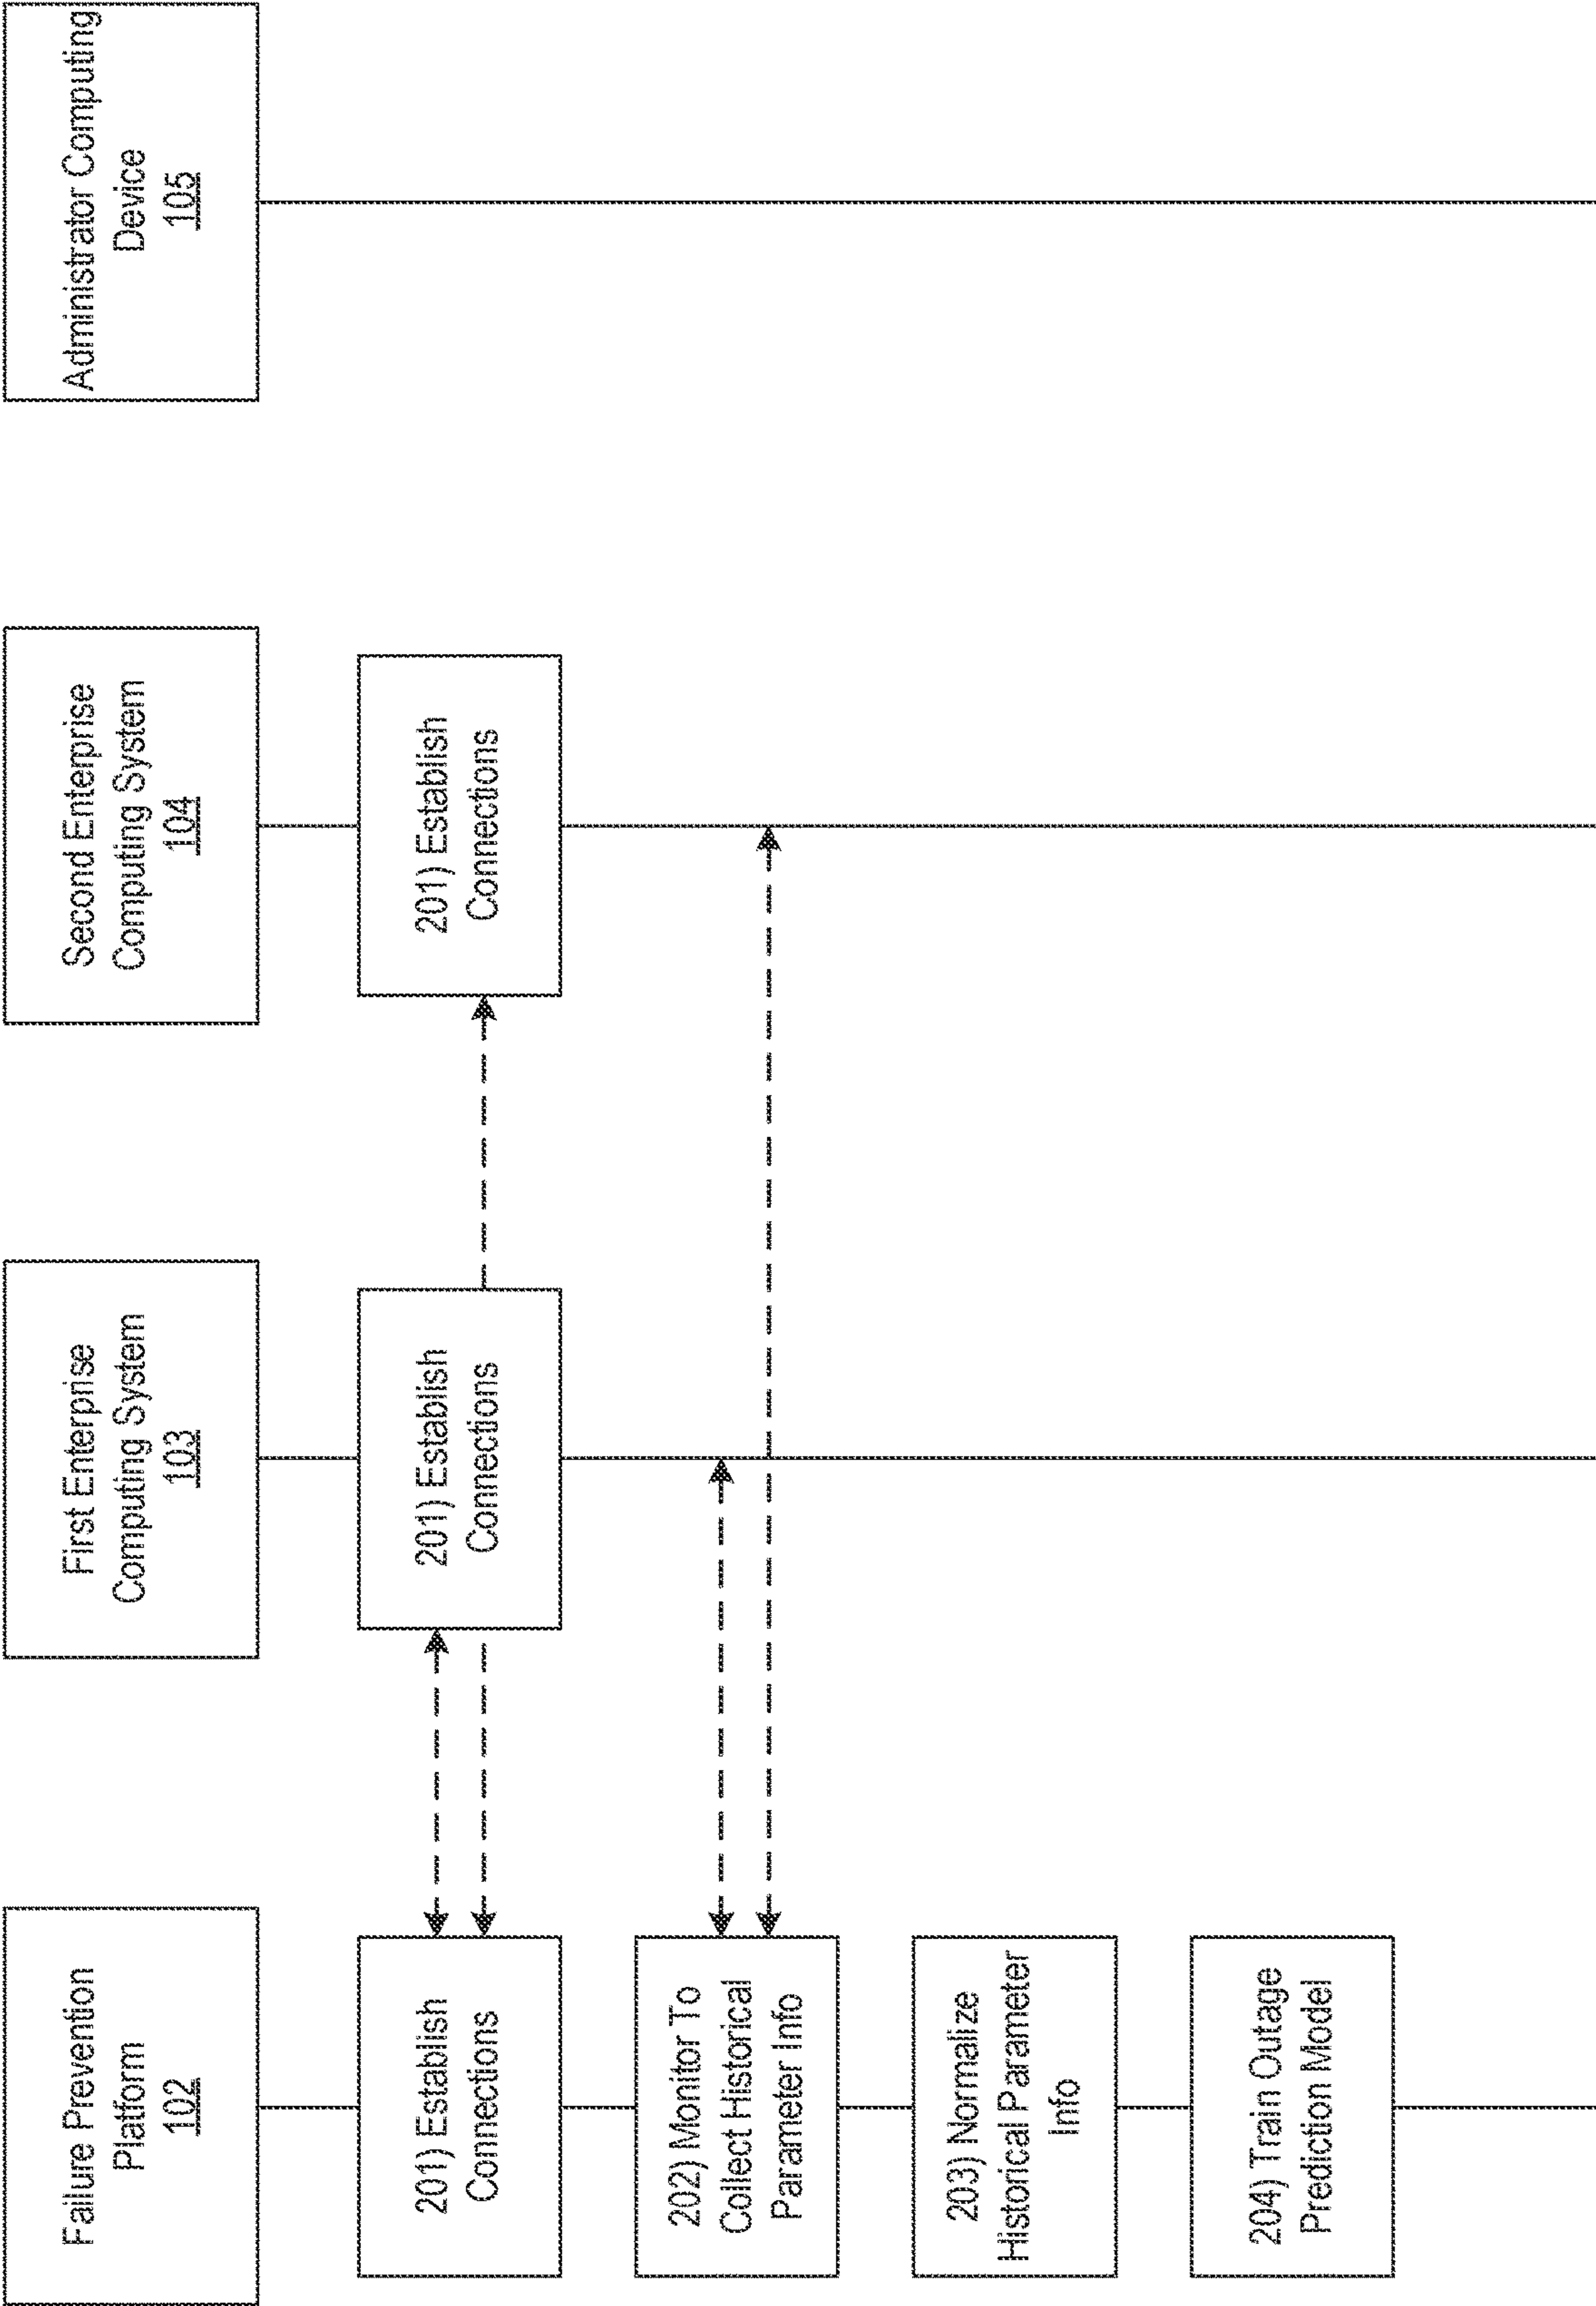 Failure Prevention
Platform
102
First Enterprise
Computing System
103
Second Enterprise
Computing System
104
Administrator Computing
Device
105
201) Establish
Connections
201) Establish
Connections
201) Establish
Connections
202) Monitor To
Collect Historical
Parameter Info
203) Normalize
Historical Parameter
Info
204) Train Outage
Prediction Model